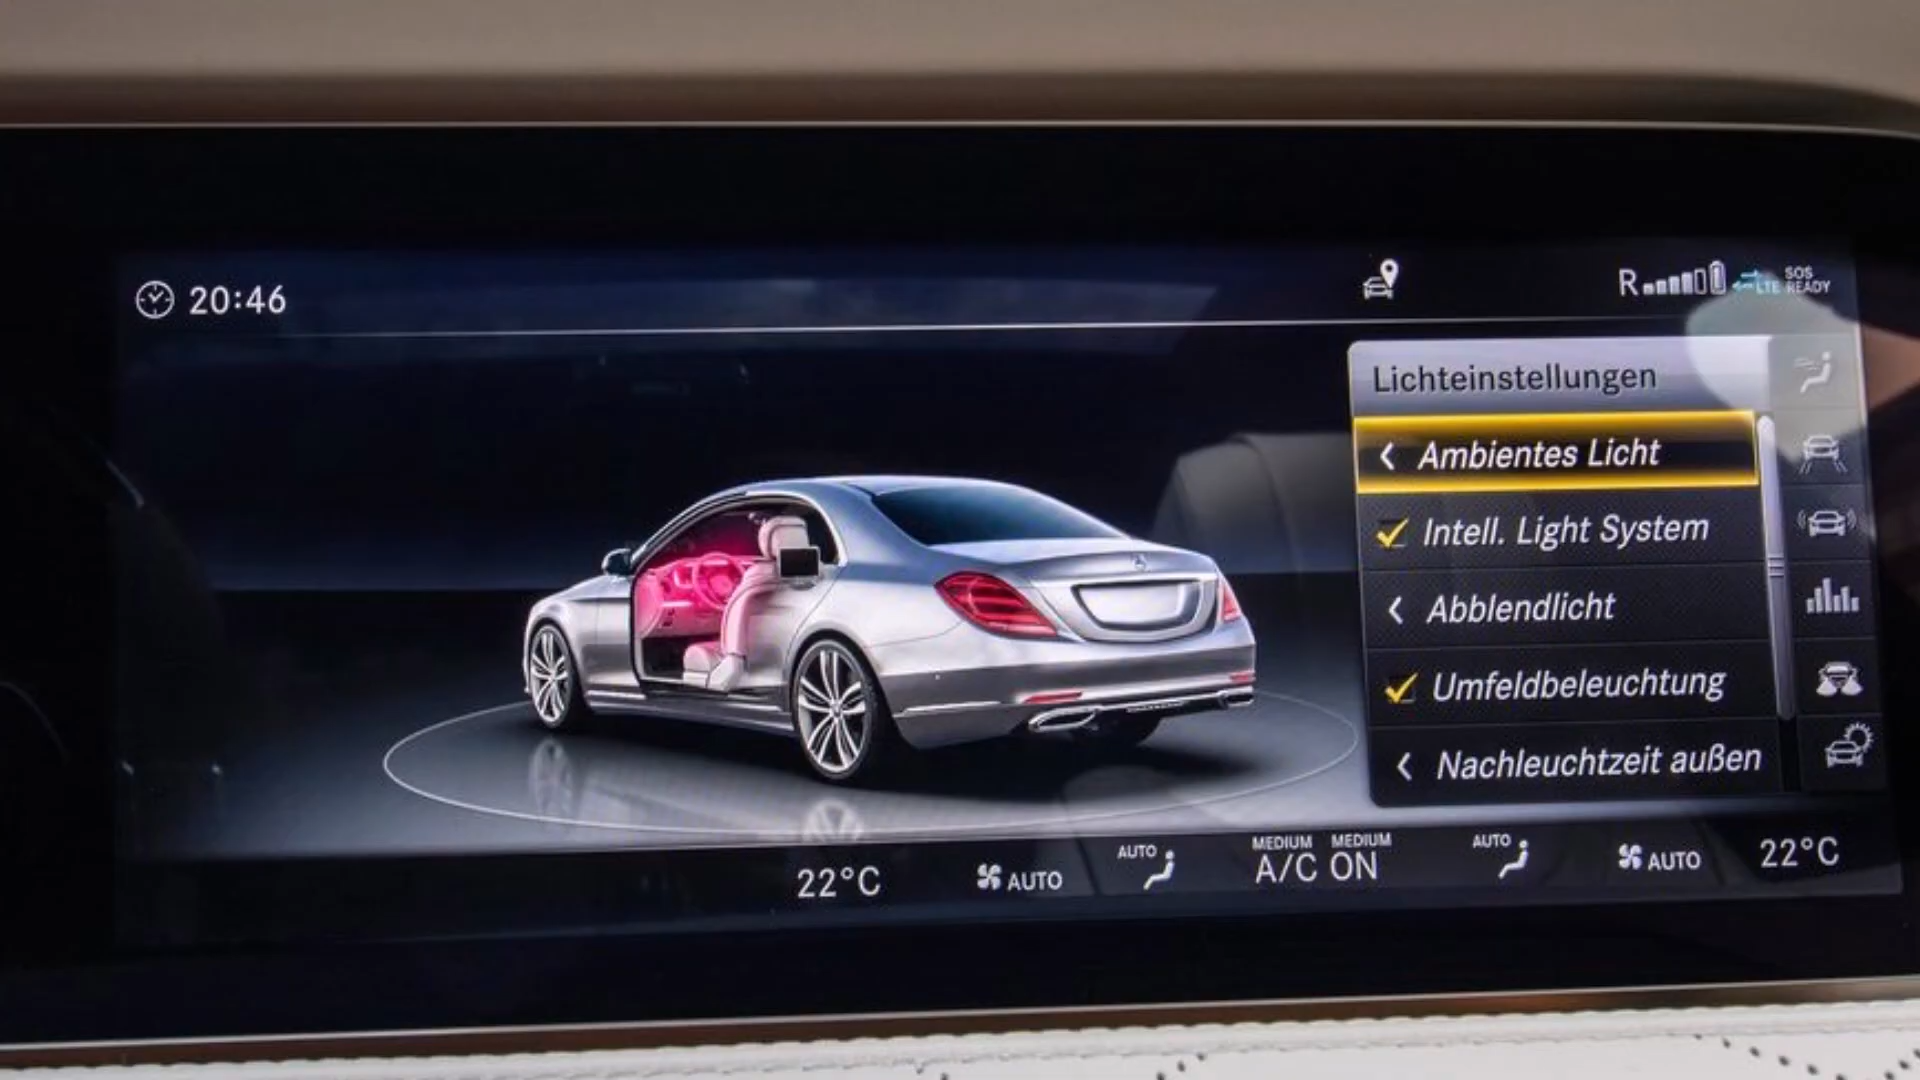 20:46
R
LTE
SOS
READY
Lichteinstellungen
Ambientes Licht
Intell. Light System
Abblendlicht
Umfeldbeleuchtung
Nachleuchtzeit außen
22°C
AUTO
AUTO
MEDIUM MEDIUM
A/C ON
AUTO
AUTO
22°C